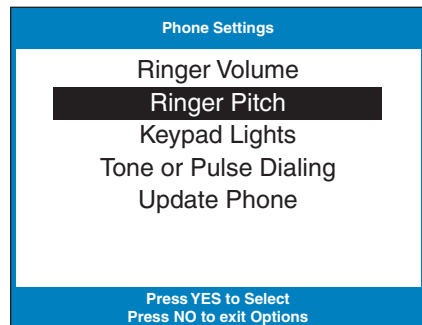 Phone Settings
Ringer Volume
Ringer Pitch
Keypad Lights
Tone or Pulse Dialing
Update Phone
Press YES to Select
Press NO to exit Options